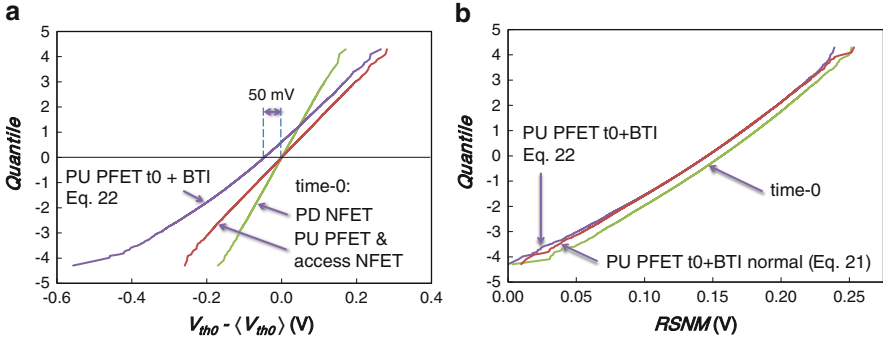 a
Quantile
5
4
3
2
1
0
-1
-2
-3
-4
-5
-0.6
-0.4
-0.2
0.0
0.2
0.4
V_th0 - ⟨V_th0⟩ (V)
50 mV
PU PFET t0 + BTI
Eq. 22
time-0:
PD NFET
PU PFET &
access NFET
b
Quantile
5
4
3
2
1
0
-1
-2
-3
-4
-5
0.00
0.05
0.10
0.15
0.20
0.25
RSNM (V)
PU PFET t0+BTI
Eq. 22
time-0
PU PFET t0+BTI normal (Eq. 21)